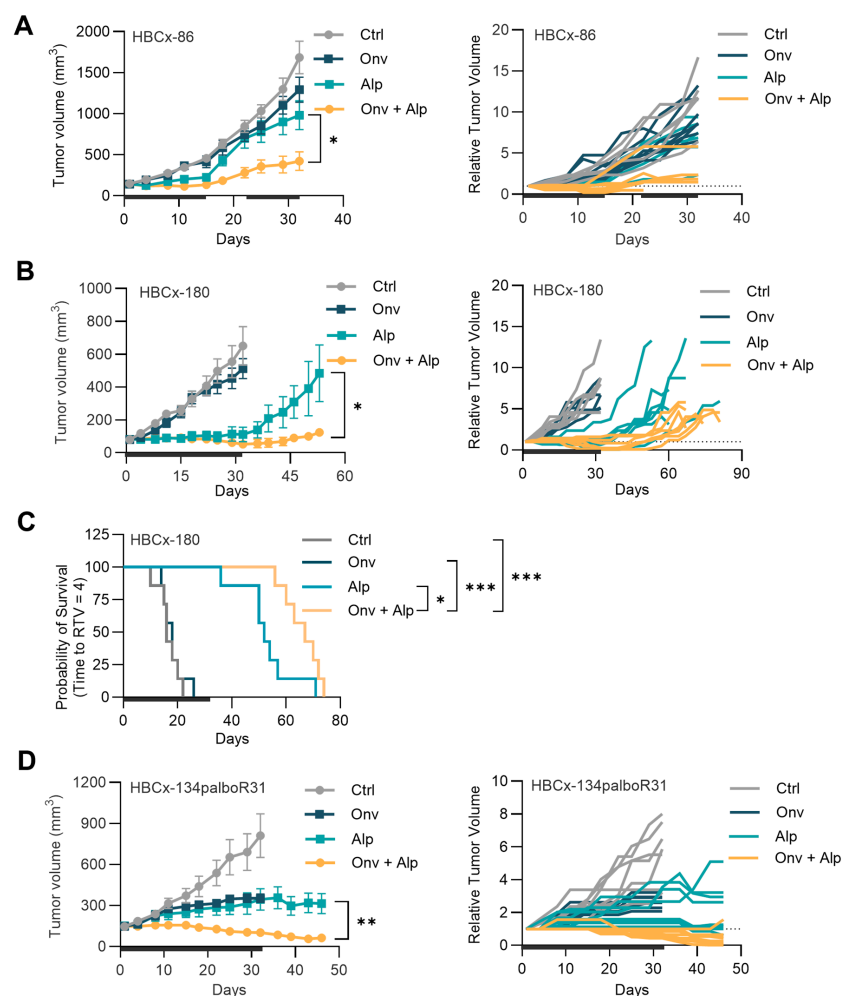 A
HBCx-86
Tumor volume (mm3)
2000
1500
1000
500
0
0 10 20 30 40
Days
Ctrl
Onv
Alp
Onv + Alp
*
HBCx-86
Relative Tumor Volume
20
15
10
5
0
0 10 20 30 40
Days
Ctrl
Onv
Alp
Onv + Alp
B
HBCx-180
Tumor volume (mm3)
1000
800
600
400
200
0
0 15 30 45 60
Days
Ctrl
Onv
Alp
Onv + Alp
*
HBCx-180
Relative Tumor Volume
20
15
10
5
0
0 30 60 90
Days
Ctrl
Onv
Alp
Onv + Alp
C
HBCx-180
Probability of Survival
(Time to RTV = 4)
125
100
75
50
25
0
0 20 40 60 80
Days
Ctrl
Onv
Alp
Onv + Alp
*
***
***
D
HBCx-134palboR31
Tumor volume (mm3)
1200
900
600
300
0
0 10 20 30 40 50
Days
Ctrl
Onv
Alp
Onv + Alp
**
HBCx-134palboR31
Relative Tumor Volume
10
8
6
4
2
0
0 10 20 30 40 50
Days
Ctrl
Onv
Alp
Onv + Alp